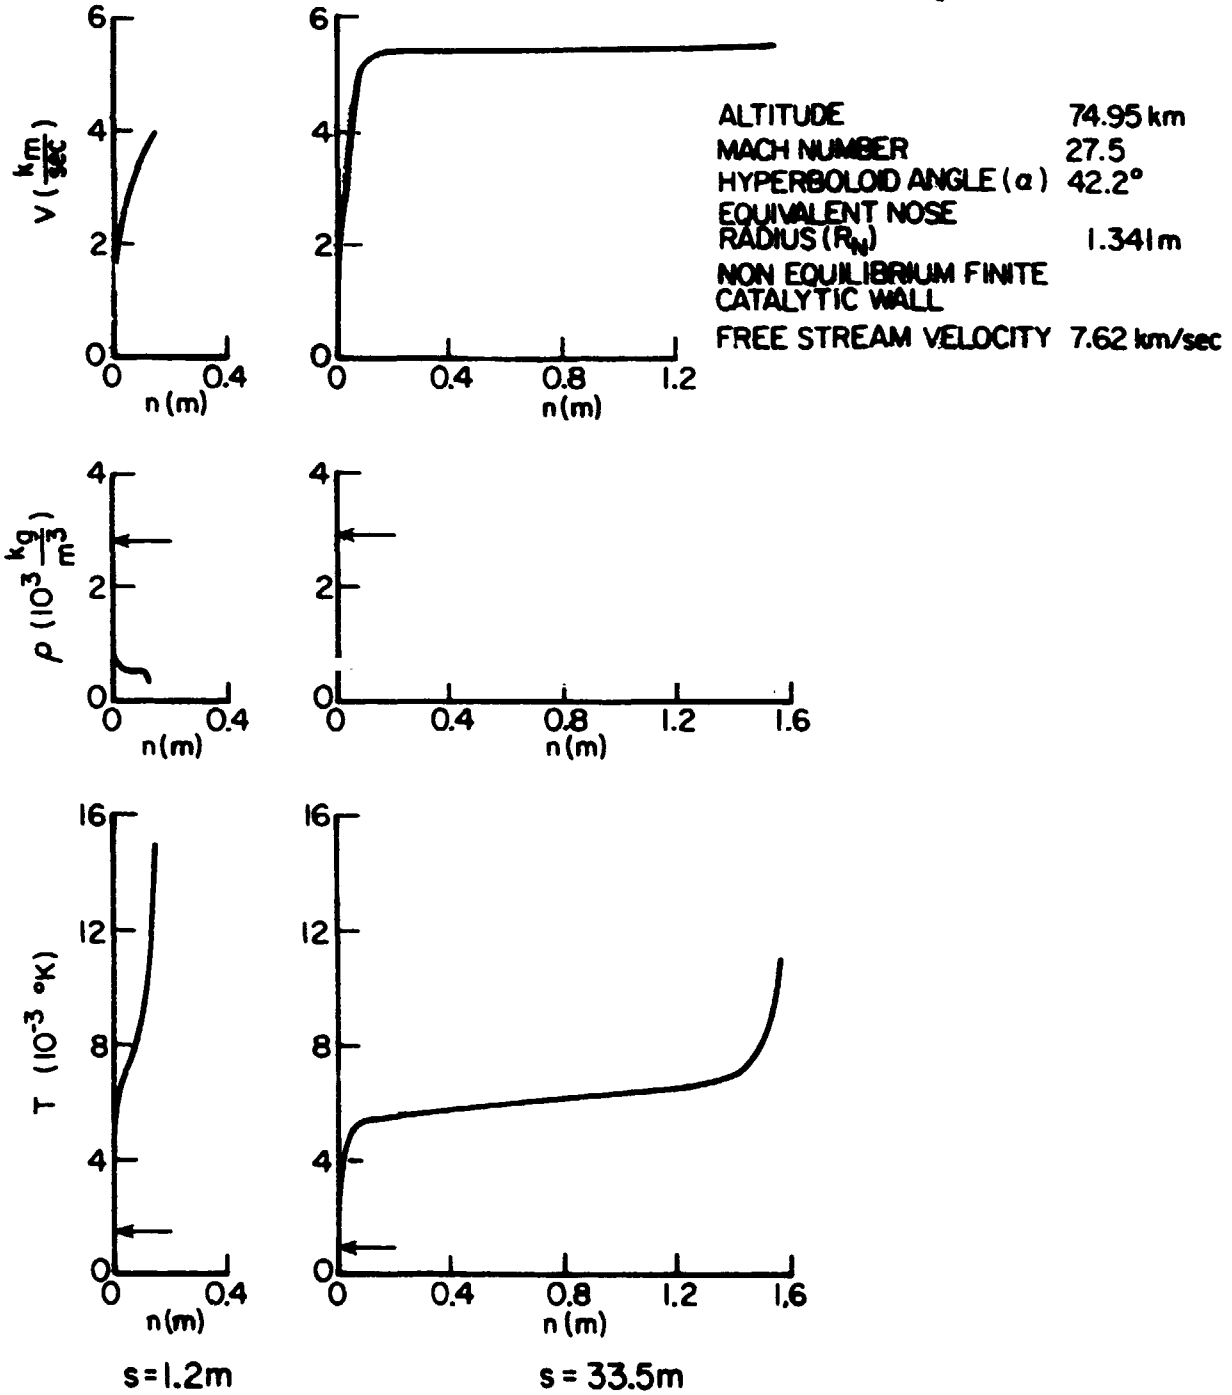 6
4
2
0
V (km/sec)
0 0.4
n (m)
6
4
2
0
0 0.4 0.8 1.2
n (m)
ALTITUDE 74.95 km
MACH NUMBER 27.5
HYPERBOLOID ANGLE (α) 42.2°
EQUIVALENT NOSE
RADIUS (R_N) 1.341m
NON EQUILIBRIUM FINITE
CATALYTIC WALL
FREE STREAM VELOCITY 7.62 km/sec
4
2
0
ρ (10³ kg/m³)
0 0.4
n (m)
4
2
0
0 0.4 0.8 1.2 1.6
n (m)
16
12
8
4
0
T (10⁻³ °K)
0 0.4
n (m)
16
12
8
4
0
0 0.4 0.8 1.2 1.6
n (m)
s = 1.2m
s = 33.5m